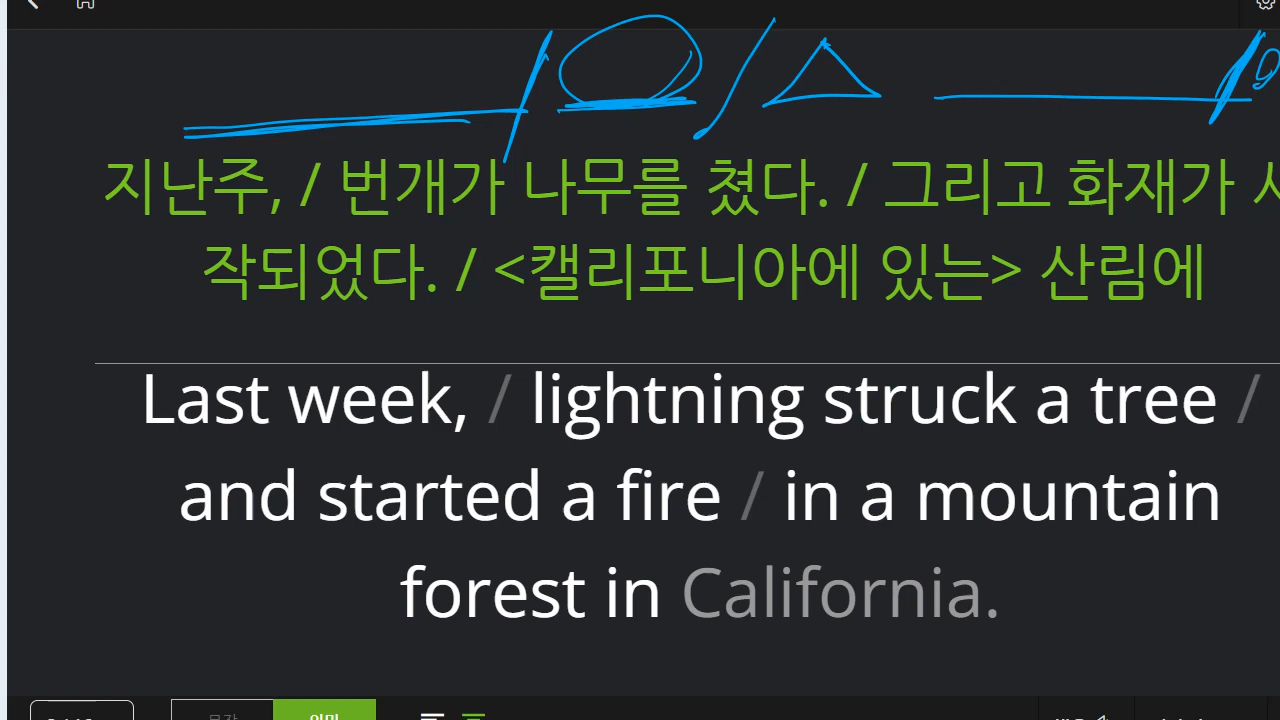 지난주, / 번개가 나무를 쳤다. / 그리고 화재가 시
작되었다. / <캘리포니아에 있는> 산림에
Last week, / lightning struck a tree /
and started a fire / in a mountain
forest in California.